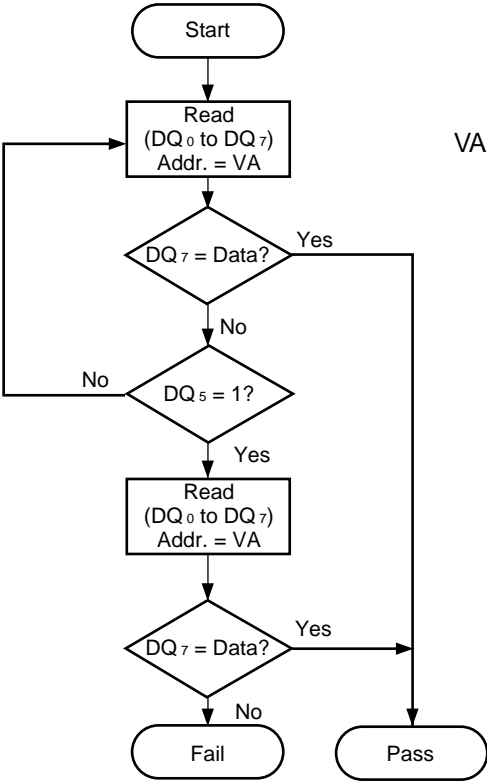 Start
Read
(DQ0 to DQ7)
Addr. = VA
VA
DQ7 = Data?
Yes
No
DQ5 = 1?
No
Yes
Read
(DQ0 to DQ7)
Addr. = VA
DQ7 = Data?
Yes
No
Fail
Pass